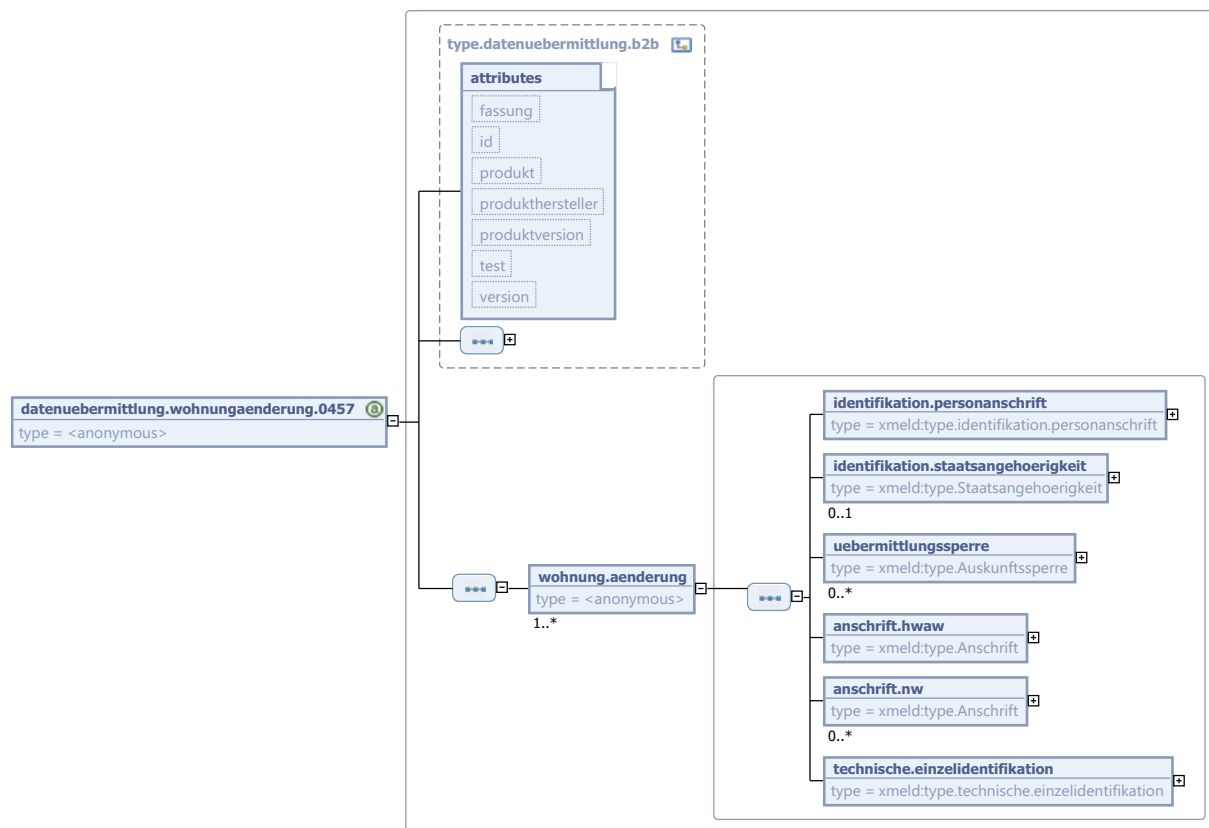 type.datenuebermittlung.b2b
attributes
fassung
id
produkt
produkthersteller
produktversion
test
version
datenuebermittlung.wohnungaenderung.0457
type = <anonymous>
wohnung.aenderung
type = <anonymous>
1..*
identifikation.personanschrift
type = xmeld:type.identifikation.personanschrift
identifikation.staatsangehoerigkeit
type = xmeld:type.Staatsangehoerigkeit
0..1
uebermittlungssperre
type = xmeld:type.Auskunftssperre
0..*
anschrift.hwaw
type = xmeld:type.Anschrift
anschrift.nw
type = xmeld:type.Anschrift
0..*
technische.einzelidentifikation
type = xmeld:type.technische.einzelidentifikation